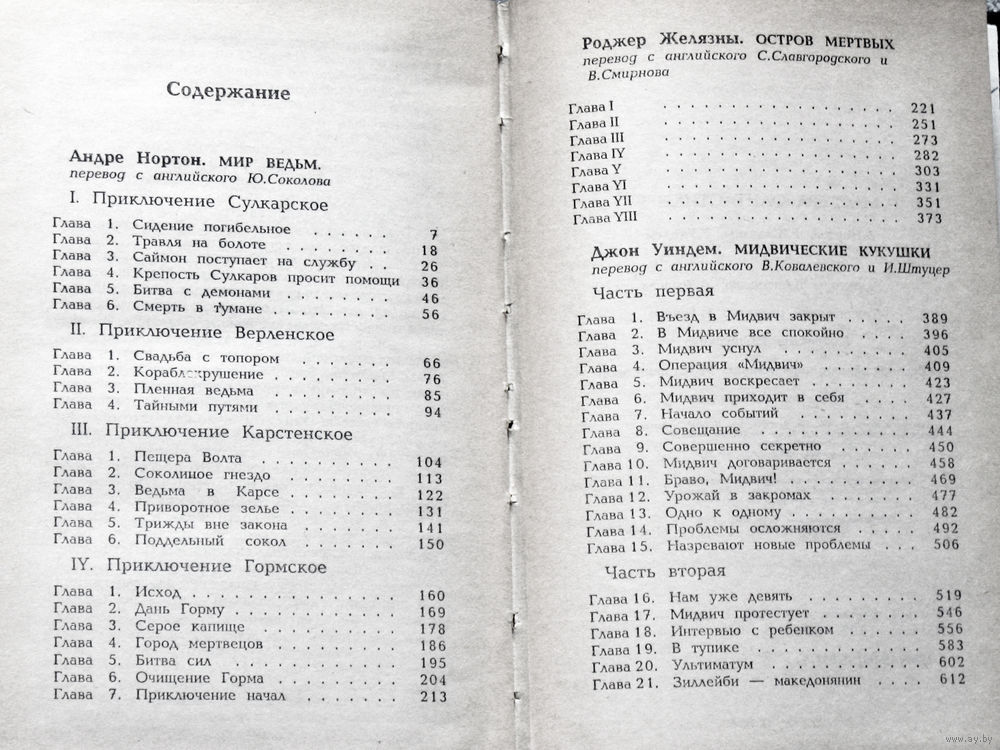 Содержание
Андре Нортон. МИР ВЕДЬМ.
перевод с английского Ю.Соколова
I. Приключение Сулкарское
Глава 1. Сидение погибельное . . . . . . . 7
Глава 2. Травля на болоте . . . . . . . 18
Глава 3. Саймон поступает на службу . . 26
Глава 4. Крепость Сулкаров просит помощи 36
Глава 5. Битва с демонами . . . . . . . . 46
Глава 6. Смерть в тумане . . . . . . . . 56
II. Приключение Верленское
Глава 1. Свадьба с топором . . . . . . . 66
Глава 2. Кораблекрушение . . . . . . . . 76
Глава 3. Пленная ведьма . . . . . . . . 85
Глава 4. Тайными путями . . . . . . . . 94
III. Приключение Карстенское
Глава 1. Пещера Волта . . . . . . . . . 104
Глава 2. Соколиное гнездо . . . . . . . . 113
Глава 3. Ведьма в Карсе . . . . . . . . 122
Глава 4. Приворотное зелье . . . . . . . . 131
Глава 5. Трижды вне закона . . . . . . . 141
Глава 6. Поддельный сокол . . . . . . . 150
IY. Приключение Гормское
Глава 1. Исход . . . . . . . . . . . . . 160
Глава 2. Дань Горму . . . . . . . . . . 169
Глава 3. Серое капище . . . . . . . . . 178
Глава 4. Город мертвецов . . . . . . . . 186
Глава 5. Битва сил . . . . . . . . . . . 195
Глава 6. Очищение Горма . . . . . . . . 204
Глава 7. Приключение начал . . . . . . . 213
Роджер Желязны. ОСТРОВ МЕРТВЫХ
перевод с английского С.Славгородского и
В.Смирнова
Глава I . . . . . . . . . . . . . . . . . 221
Глава II . . . . . . . . . . . . . . . . . 251
Глава III . . . . . . . . . . . . . . . . . 273
Глава IY . . . . . . . . . . . . . . . . . 282
Глава Y . . . . . . . . . . . . . . . . . 303
Глава YI . . . . . . . . . . . . . . . . . 331
Глава YII . . . . . . . . . . . . . . . . . 351
Глава YIII . . . . . . . . . . . . . . . . . 373
Джон Уиндем. МИДВИЧЕСКИЕ КУКУШКИ
перевод с английского В.Ковалевского и И.Штуцер
Часть первая
Глава 1. Въезд в Мидвич закрыт . . . . . 389
Глава 2. В Мидвиче все спокойно . . . . 396
Глава 3. Мидвич уснул . . . . . . . . . 405
Глава 4. Операция «Мидвич» . . . . . . . 409
Глава 5. Мидвич воскресает . . . . . . . 423
Глава 6. Мидвич приходит в себя . . . . . 427
Глава 7. Начало событий . . . . . . . . 437
Глава 8. Совещание . . . . . . . . . . 444
Глава 9. Совершенно секретно . . . . . . 450
Глава 10. Мидвич договаривается . . . . . 458
Глава 11. Браво, Мидвич! . . . . . . . . 469
Глава 12. Урожай в закромах . . . . . . 477
Глава 13. Одно к одному . . . . . . . . 482
Глава 14. Проблемы осложняются . . . . . 492
Глава 15. Назревают новые проблемы . . . 506
Часть вторая
Глава 16. Нам уже девять . . . . . . . . 519
Глава 17. Мидвич протестует . . . . . . . 546
Глава 18. Интервью с ребенком . . . . . . 556
Глава 19. В тупике . . . . . . . . . . . 583
Глава 20. Ультиматум . . . . . . . . . . 602
Глава 21. Зиллейби — македонянин . . . . 612
www.ay.by